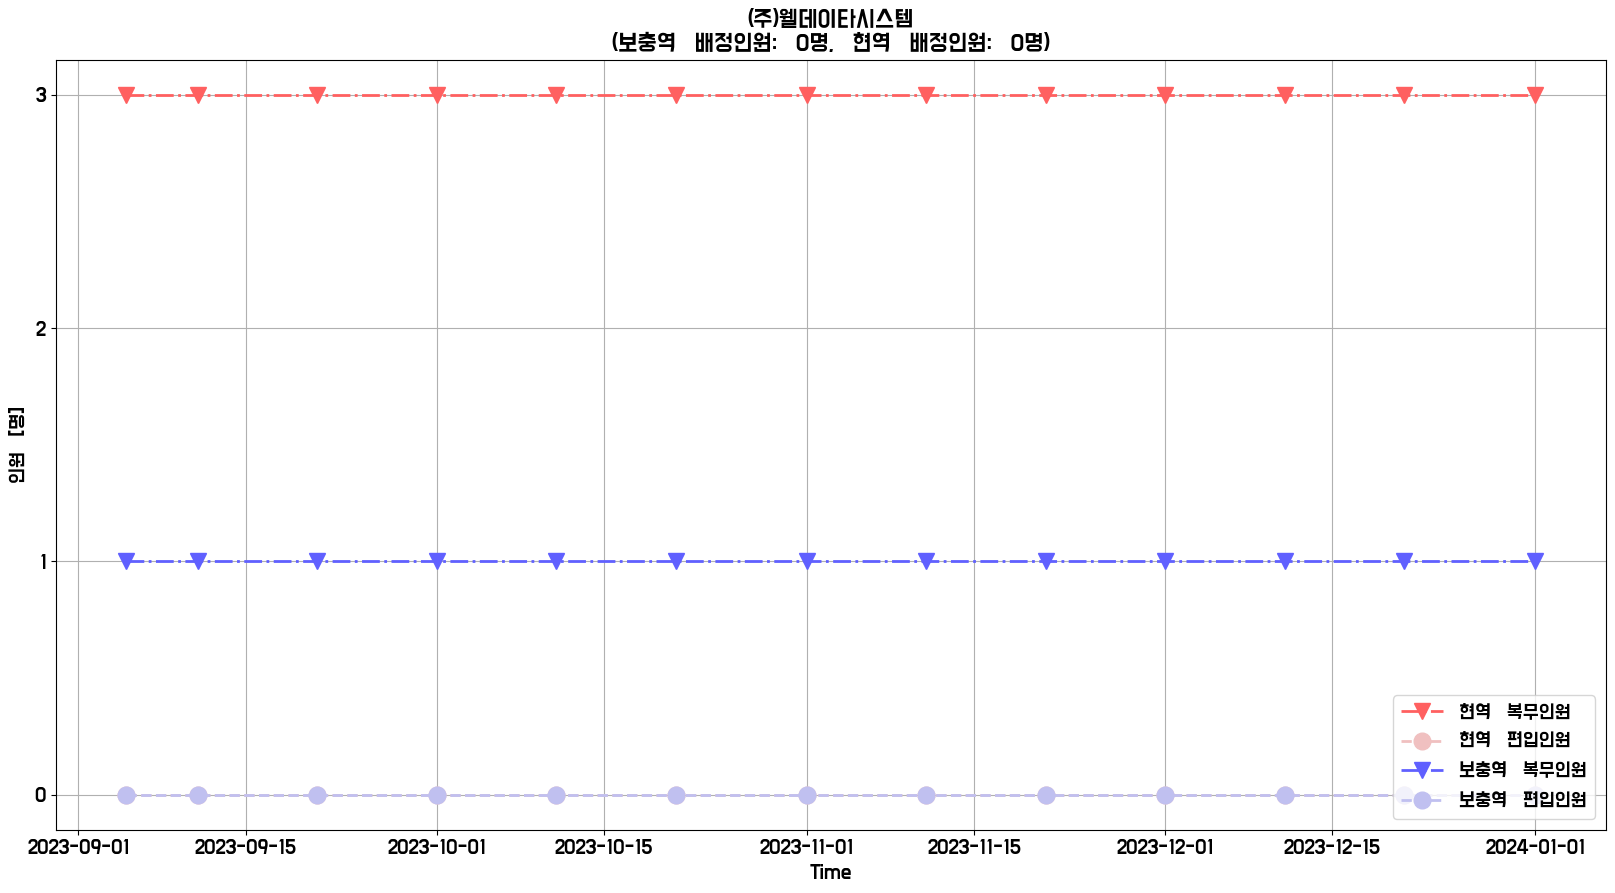 (주)웰데이타시스템
(보충역 배정인원: 0명, 현역 배정인원: 0명)
3
2
1
0
인원 [명]
2023-09-01
2023-09-15
2023-10-01
2023-10-15
2023-11-01
2023-11-15
2023-12-01
2023-12-15
2024-01-01
Time
현역 복무인원
현역 편입인원
보충역 복무인원
보충역 편입인원